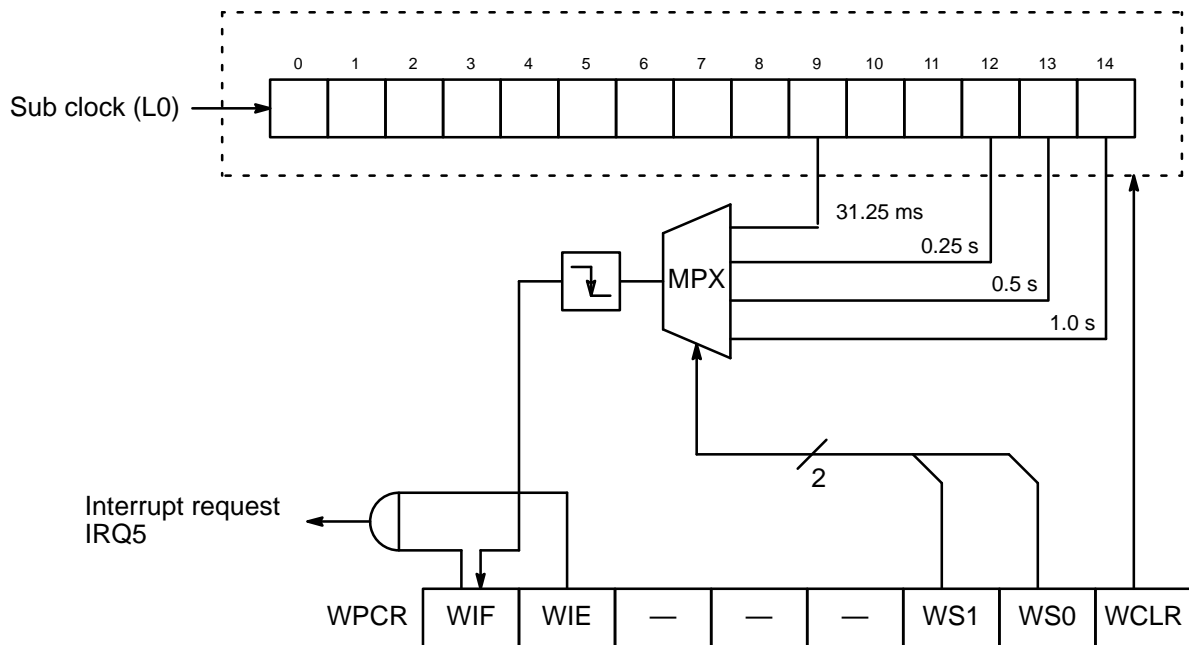 0 1 2 3 4 5 6 7 8 9 10 11 12 13 14
Sub clock (L0)
31.25 ms
0.25 s
MPX
0.5 s
1.0 s
2
Interrupt request
IRQ5
WPCR WIF WIE — — — WS1 WS0 WCLR